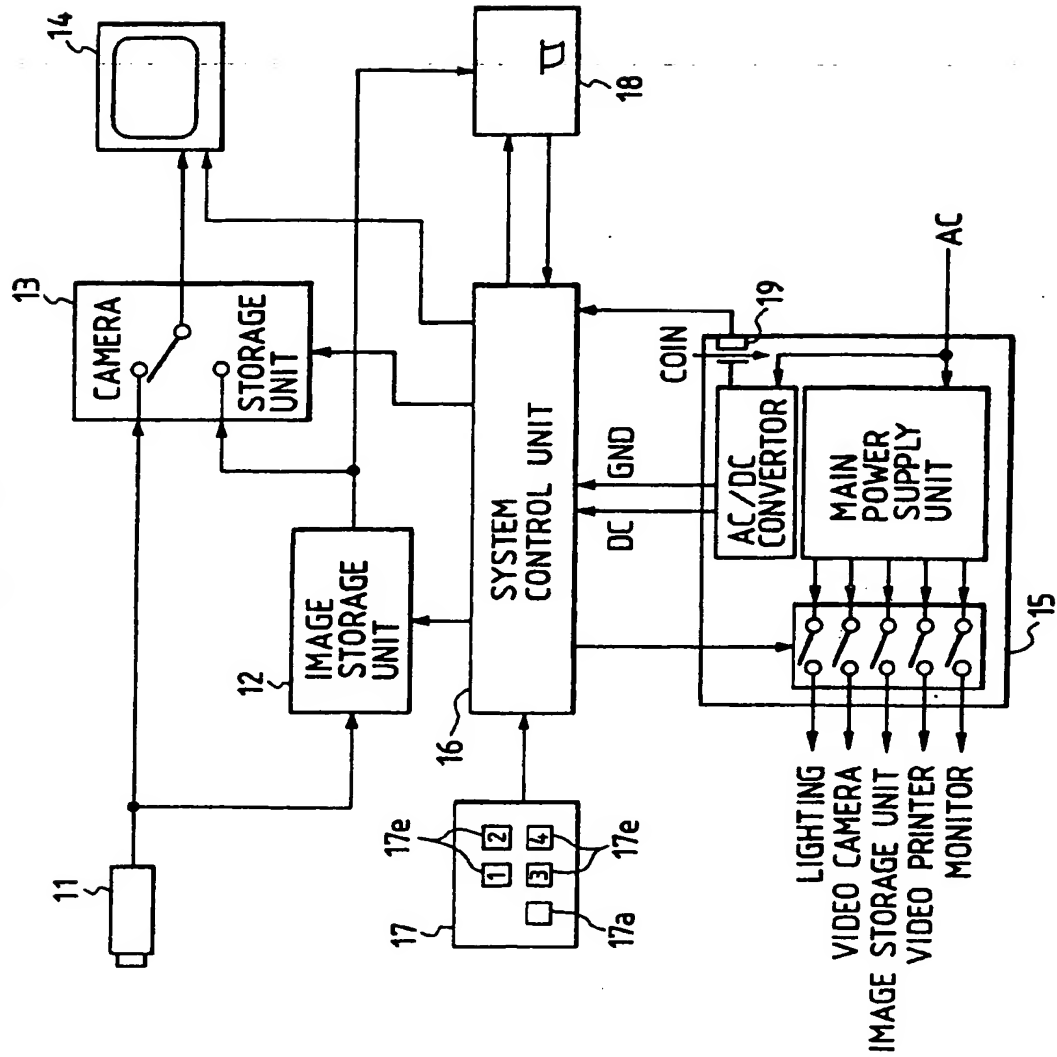 14
13
CAMERA
STORAGE
UNIT
18
11
12
IMAGE
STORAGE
UNIT
16
SYSTEM
CONTROL UNIT
17
17e
1
2
3
4
17e
17a
DC
GND
COIN
19
AC
AC/DC
CONVERTOR
MAIN
POWER
SUPPLY
UNIT
15
LIGHTING
VIDEO CAMERA
IMAGE STORAGE UNIT
VIDEO PRINTER
MONITOR